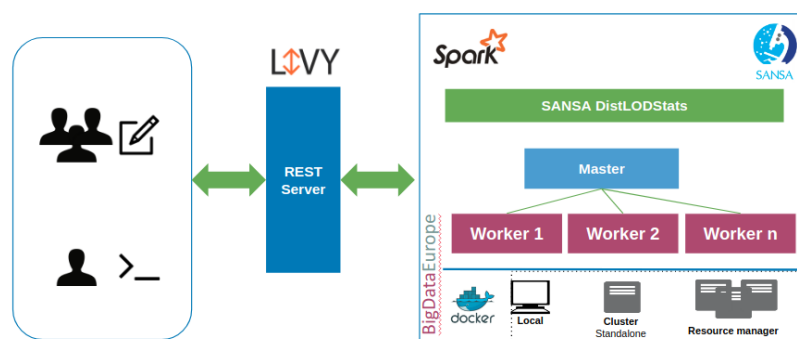 LIVY
REST
Server
Spark
SANSA
SANSA DistLODStats
Master
Worker 1
Worker 2
Worker n
BigDataEurope
docker
Local
Cluster
Standalone
Resource manager